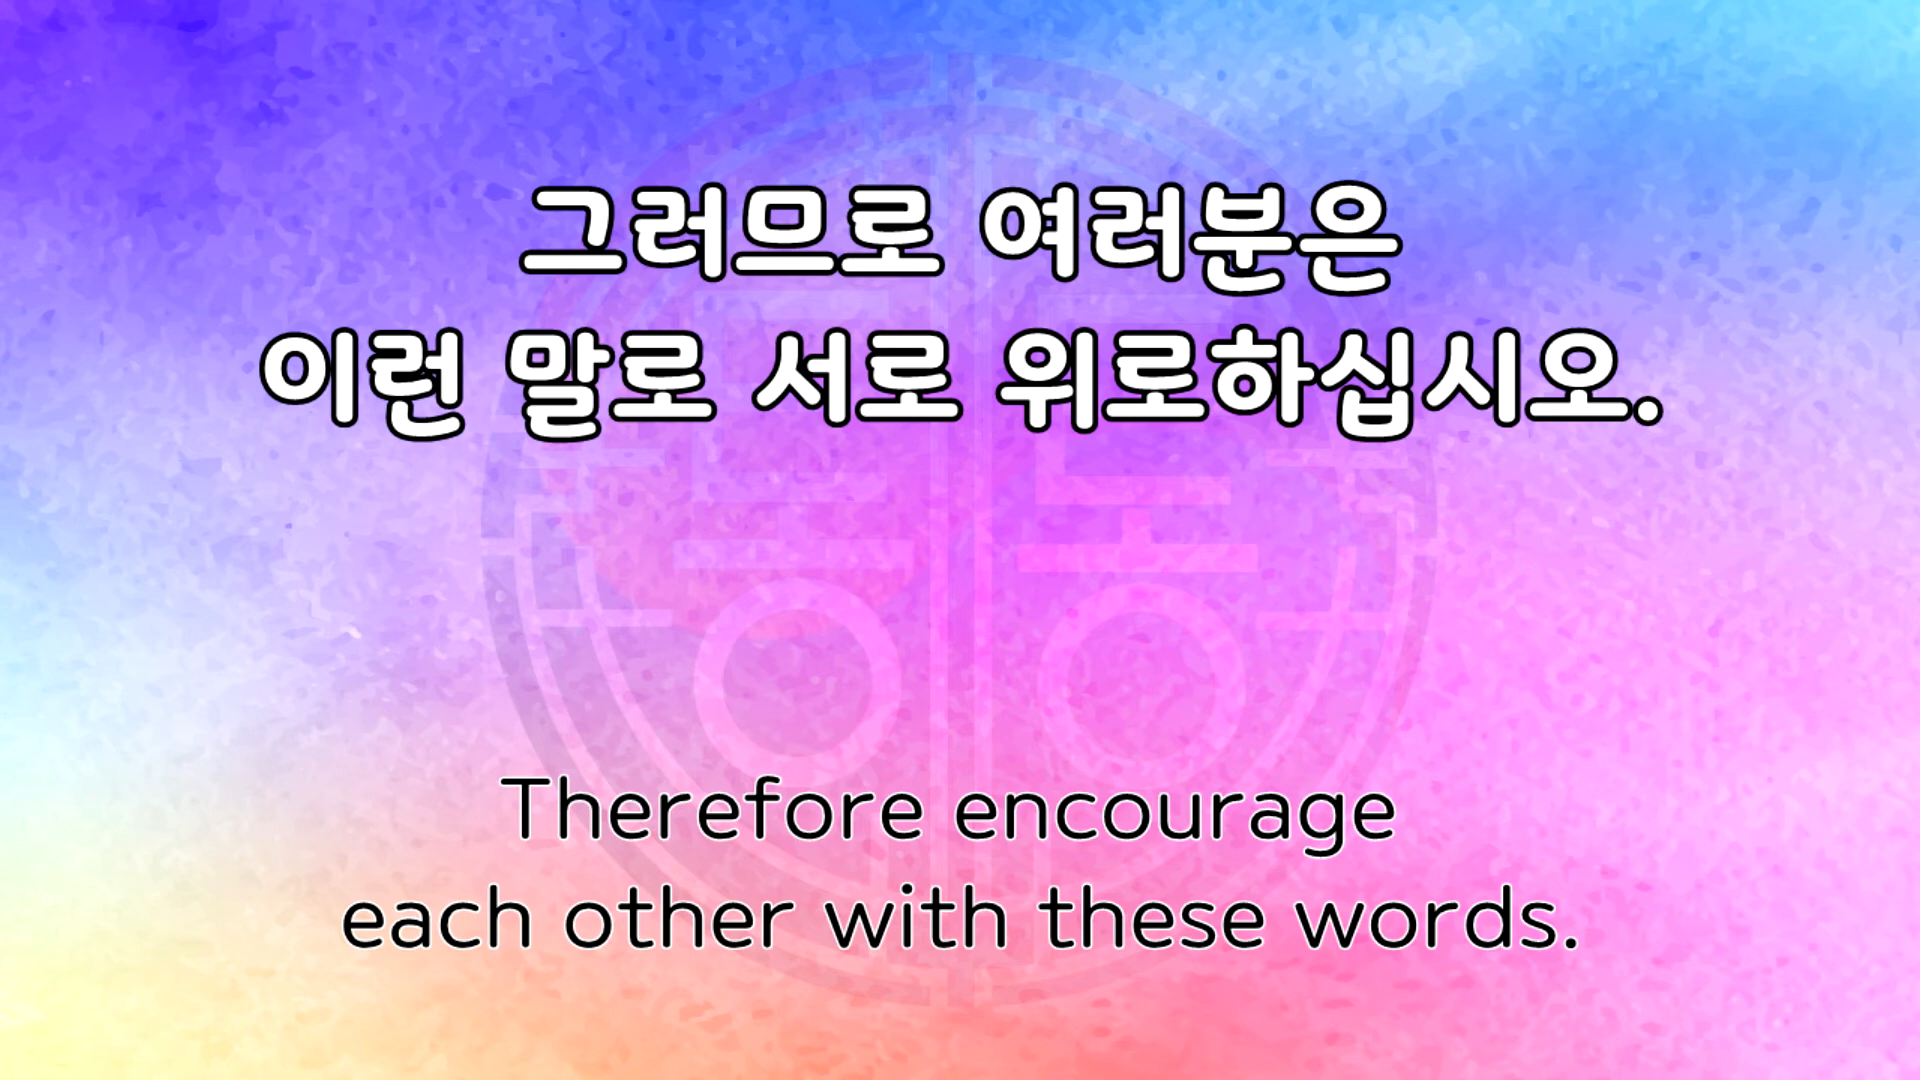 그러므로 여러분은
이런 말로 서로 위로하십시오.
Therefore encourage
each other with these words.